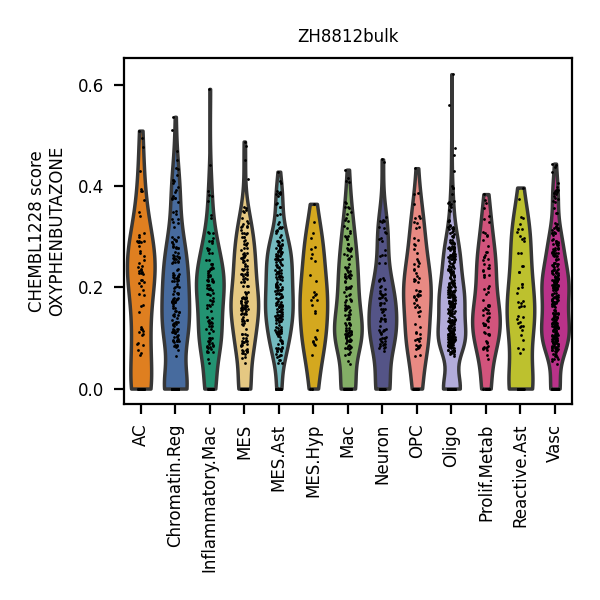 ZH8812bulk
CHEMBL1228 score
OXYPHENBUTAZONE
0.6
0.4
0.2
0.0
AC
Chromatin.Reg
Inflammatory.Mac
MES
MES.Ast
MES.Hyp
Mac
Neuron
OPC
Oligo
Prolif.Metab
Reactive.Ast
Vasc